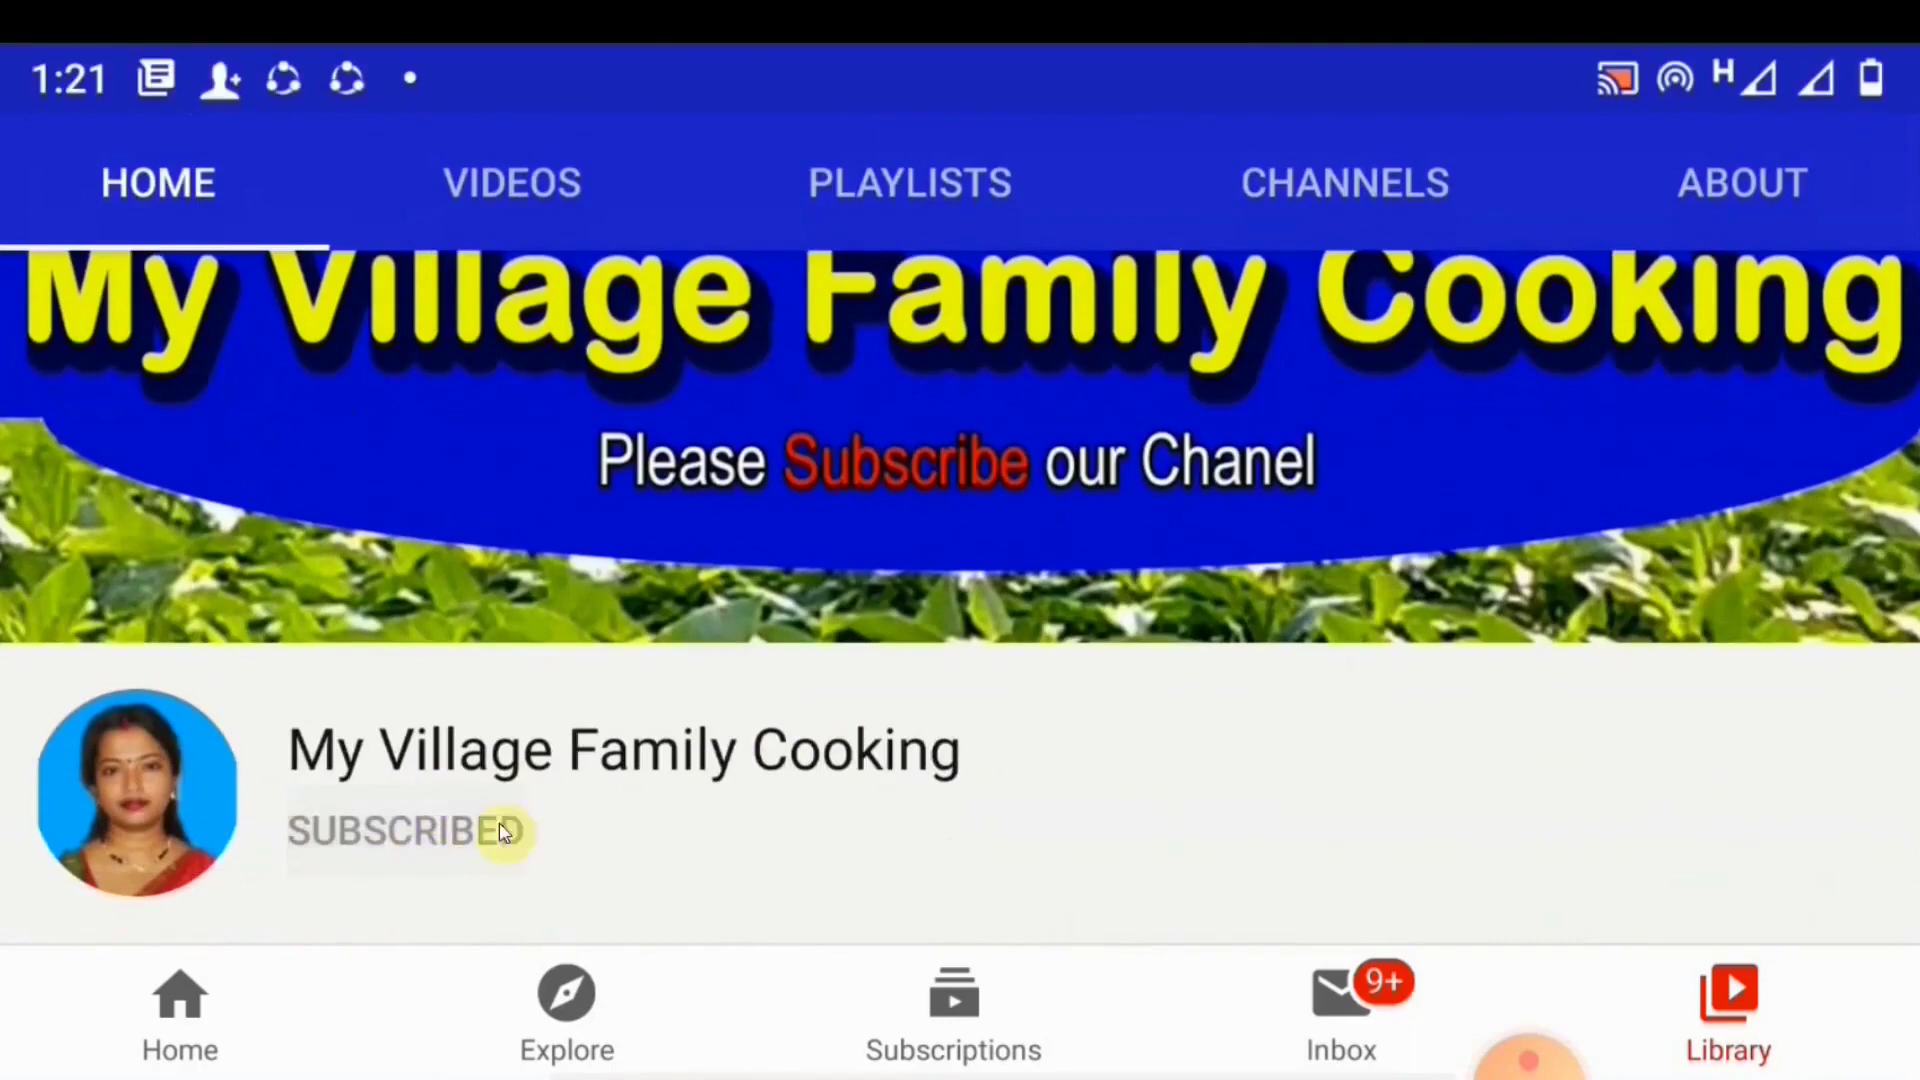 1:21
H
HOME VIDEOS PLAYLISTS CHANNELS ABOUT
My Village Family Cooking
Please Subscribe our Chanel
My Village Family Cooking
SUBSCRIBED
9+
Home Explore Subscriptions Inbox Library